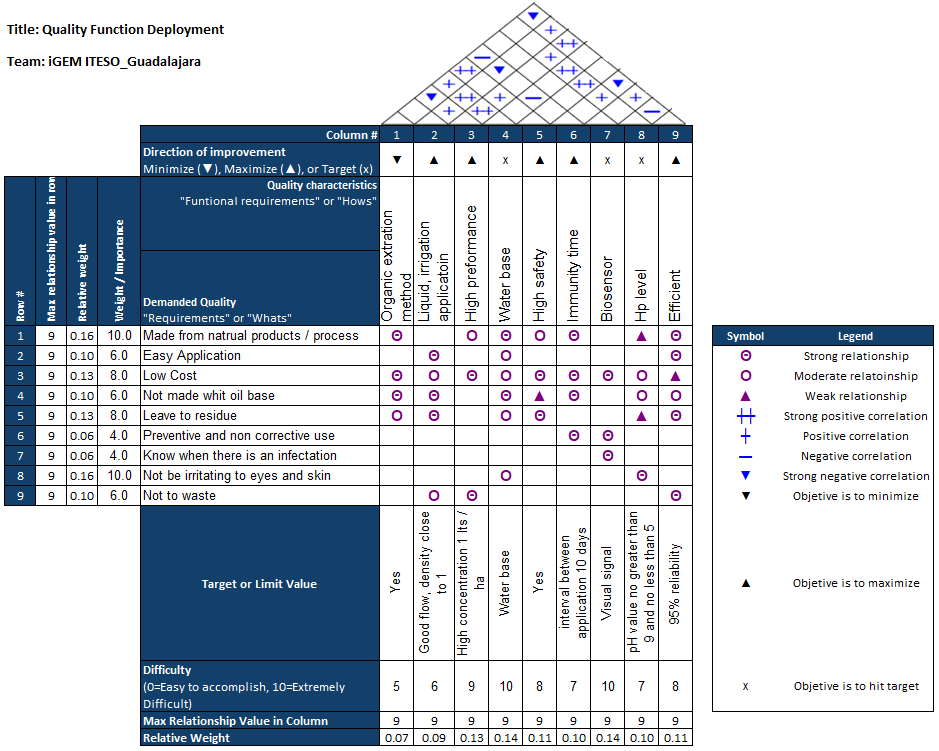 Title: Quality Function Deployment
Team: iGEM ITESO_Guadalajara
Column # 1 2 3 4 5 6 7 8 9
Direction of improvement
Minimize (▼), Maximize (▲), or Target (x) ▼ ▲ ▲ x ▲ ▲ x x ▲
Quality characteristics
"Funtional requirements" or "Hows"
Organic extration method
Liquid, irrigation applicatoin
High preformance
Water base
High safety
Immunity time
Biosensor
Hp level
Efficient
Row #
Max relationship value in row
Relative weight
Weight / Importance
Demanded Quality
"Requirements" or "Whats"
1 9 0.16 10.0 Made from natrual products / process
2 9 0.10 6.0 Easy Application
3 9 0.13 8.0 Low Cost
4 9 0.10 6.0 Not made whit oil base
5 9 0.13 8.0 Leave to residue
6 9 0.06 4.0 Preventive and non corrective use
7 9 0.06 4.0 Know when there is an infectation
8 9 0.16 10.0 Not be irritating to eyes and skin
9 9 0.10 6.0 Not to waste
Target or Limit Value
Yes
Good flow, density close to 1
High concentration 1 lts / ha
Water base
Yes
interval between application 10 days
Visual signal
pH value no greater than 9 and no less than 5
95% reliability
Difficulty
(0=Easy to accomplish, 10=Extremely Difficult) 5 6 9 10 8 7 10 7 8
Max Relationship Value in Column 9 9 9 9 9 9 9 9 9
Relative Weight 0.07 0.09 0.13 0.14 0.11 0.10 0.14 0.10 0.11
Symbol Legend
Strong relationship
Moderate relatoinship
Weak relationship
Strong positive correlation
Positive correlation
Negative correlation
Strong negative correlation
Objetive is to minimize
Objetive is to maximize
x Objetive is to hit target